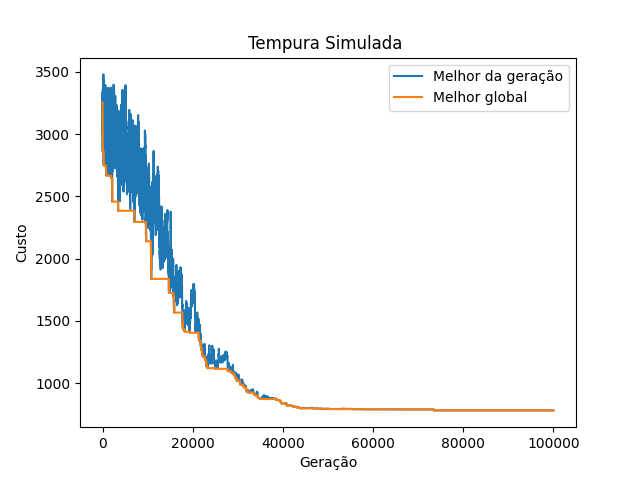 Tempura Simulada
Melhor da geração
Melhor global
3500
3000
2500
2000
1500
1000
Custo
0
20000
40000
60000
80000
100000
Geração